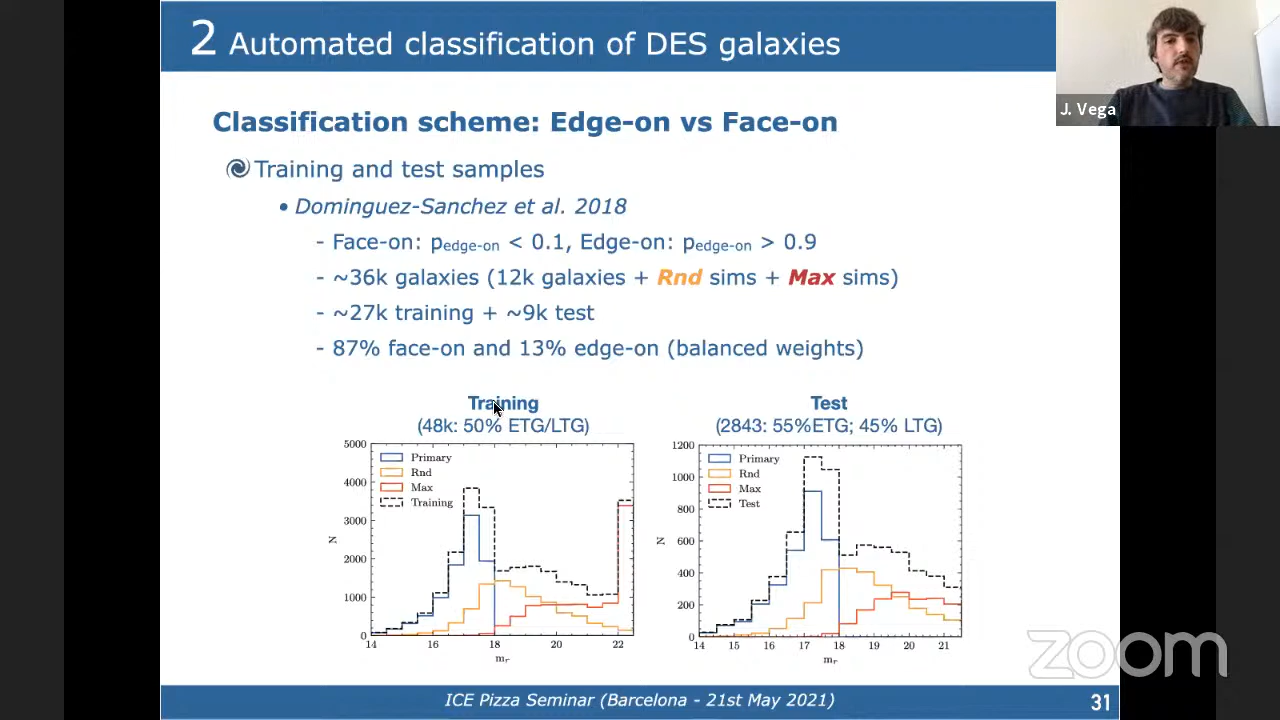 2 Automated classification of DES galaxies
J. Vega
Classification scheme: Edge-on vs Face-on
Training and test samples
• Dominguez-Sanchez et al. 2018
- Face-on: pedge-on < 0.1, Edge-on: pedge-on > 0.9
- ~36k galaxies (12k galaxies + Rnd sims + Max sims)
- ~27k training + ~9k test
- 87% face-on and 13% edge-on (balanced weights)
Training
(48k: 50% ETG/LTG)
5000
4000
3000
2000
1000
0
N
Primary
Rnd
Max
Training
14 16 18 20 22
mr
Test
(2843: 55%ETG; 45% LTG)
1200
1000
800
600
400
200
0
N
Primary
Rnd
Max
Test
14 15 16 17 18 19 20 21
mr
zoom
ICE Pizza Seminar (Barcelona - 21st May 2021)
31